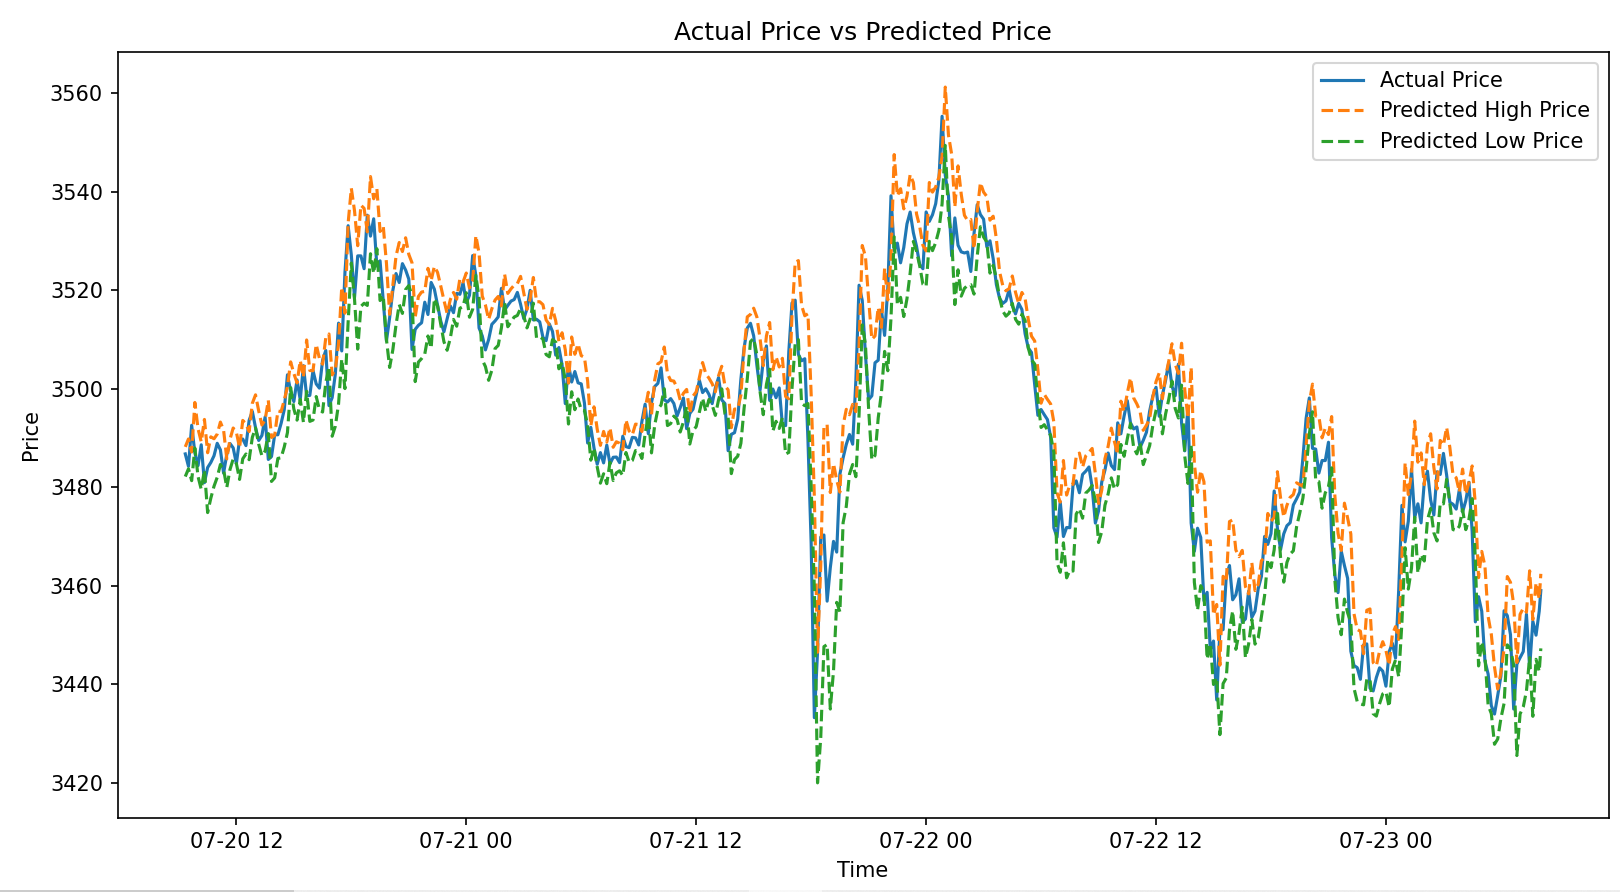 Actual Price vs Predicted Price
Actual Price
Predicted High Price
Predicted Low Price
Price
3560
3540
3520
3500
3480
3460
3440
3420
07-20 12
07-21 00
07-21 12
07-22 00
07-22 12
07-23 00
Time